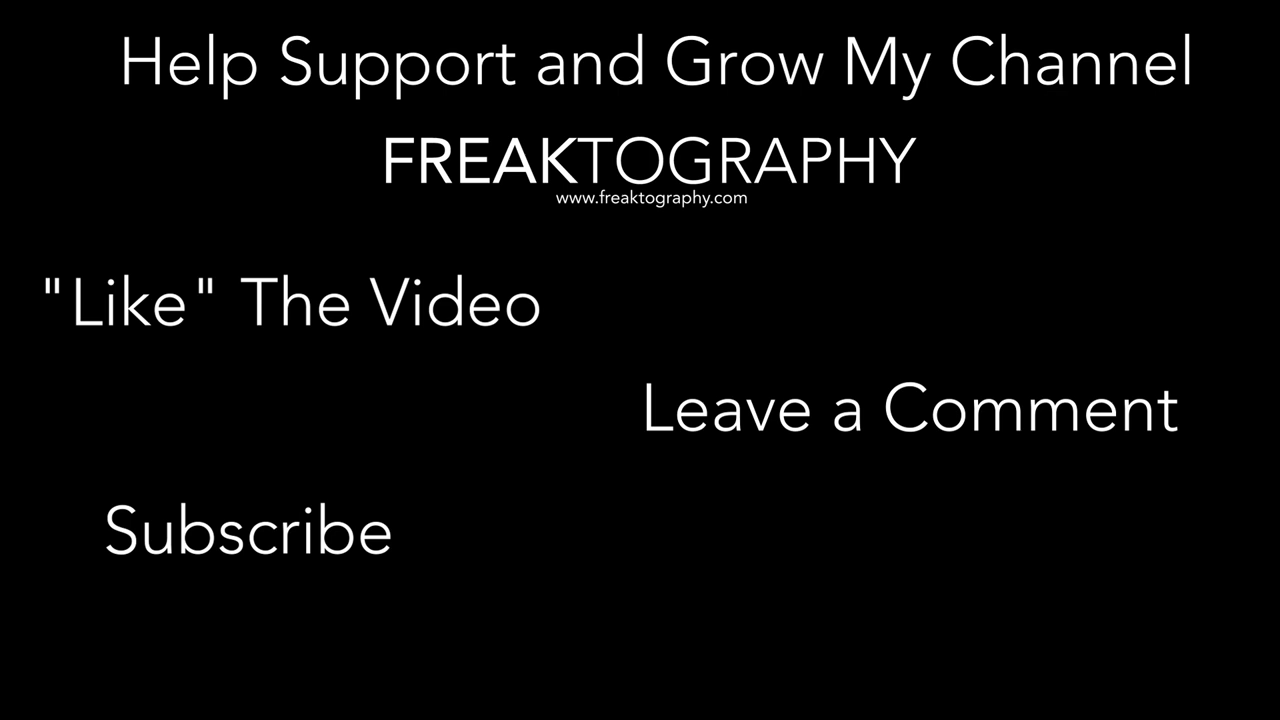 Help Support and Grow My Channel
FREAKTOGRAPHY
www.freaktography.com
"Like" The Video
Leave a Comment
Subscribe